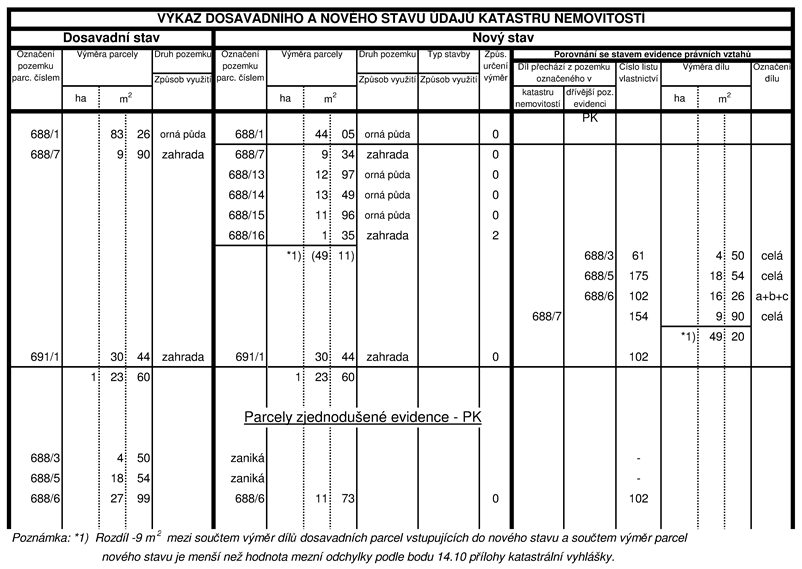 VÝKAZ DOSAVADNÍHO A NOVÉHO STAVU ÚDAJŮ KATASTRU NEMOVITOSTÍ
Dosavadní stav Nový stav
Označení pozemku parc. číslem Výměra parcely ha m2 Druh pozemku Způsob využití Označení pozemku parc. číslem Výměra parcely ha m2 Druh pozemku Způsob využití Typ stavby Způsob využití Způs. určení výměr Porovnání se stavem evidence právních vztahů
Díl přechází z pozemku označeného v katastru nemovitostí dřívější poz. evidenci Číslo listu vlastnictví Výměra dílu ha m2 Označení dílu
PK
688/1 83 26 orná půda 688/1 44 05 orná půda 0
688/7 9 90 zahrada 688/7 9 34 zahrada 0
688/13 12 97 orná půda 0
688/14 13 49 orná půda 0
688/15 11 96 orná půda 0
688/16 1 35 zahrada 2
*1) (49 11) 688/3 61 4 50 celá
688/5 175 18 54 celá
688/6 102 16 26 a+b+c
688/7 154 9 90 celá
*1) 49 20
691/1 30 44 zahrada 691/1 30 44 zahrada 0 102
1 23 60 1 23 60
Parcely zjednodušené evidence - PK
688/3 4 50 zaniká -
688/5 18 54 zaniká -
688/6 27 99 688/6 11 73 0 102
Poznámka: *1) Rozdíl -9 m2 mezi součtem výměr dílů dosavadních parcel vstupujících do nového stavu a součtem výměr parcel
nového stavu je menší než hodnota mezní odchylky podle bodu 14.10 přílohy katastrální vyhlášky.